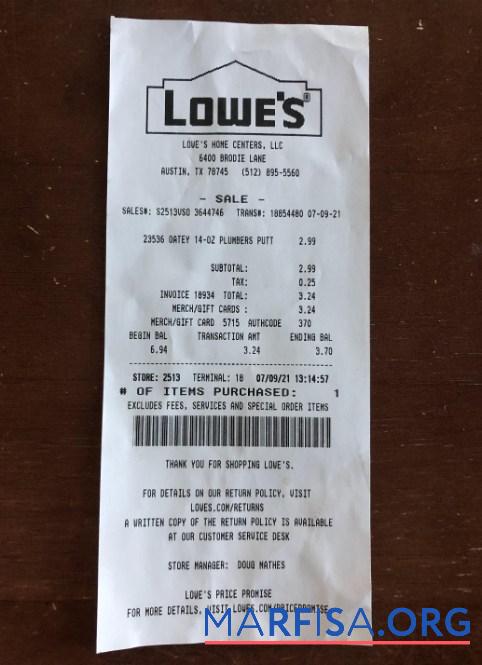 LOWE'S®
LOWE'S HOME CENTERS, LLC
6400 BRODIE LANE
AUSTIN, TX 78745 (512) 895-5560
- SALE -
SALES#: S2513VS0 3644746 TRANS#: 18854480 07-09-21
23536 OATEY 14-OZ PLUMBERS PUTT 2.99
SUBTOTAL: 2.99
TAX: 0.25
INVOICE 18934 TOTAL: 3.24
MERCH/GIFT CARDS : 3.24
MERCH/GIFT CARD 5715 AUTHCODE 370
BEGIN BAL TRANSACTION AMT ENDING BAL
6.94 3.24 3.70
STORE: 2513 TERMINAL: 18 07/09/21 13:14:57
# OF ITEMS PURCHASED: 1
EXCLUDES FEES, SERVICES AND SPECIAL ORDER ITEMS
THANK YOU FOR SHOPPING LOWE'S.
FOR DETAILS ON OUR RETURN POLICY, VISIT
LOWES.COM/RETURNS
A WRITTEN COPY OF THE RETURN POLICY IS AVAILABLE
AT OUR CUSTOMER SERVICE DESK
STORE MANAGER: DOUG MATHES
LOWE'S PRICE PROMISE
FOR MORE DETAILS, VISIT LOWES.COM/PRICEPROMISE
MARFISA.ORG